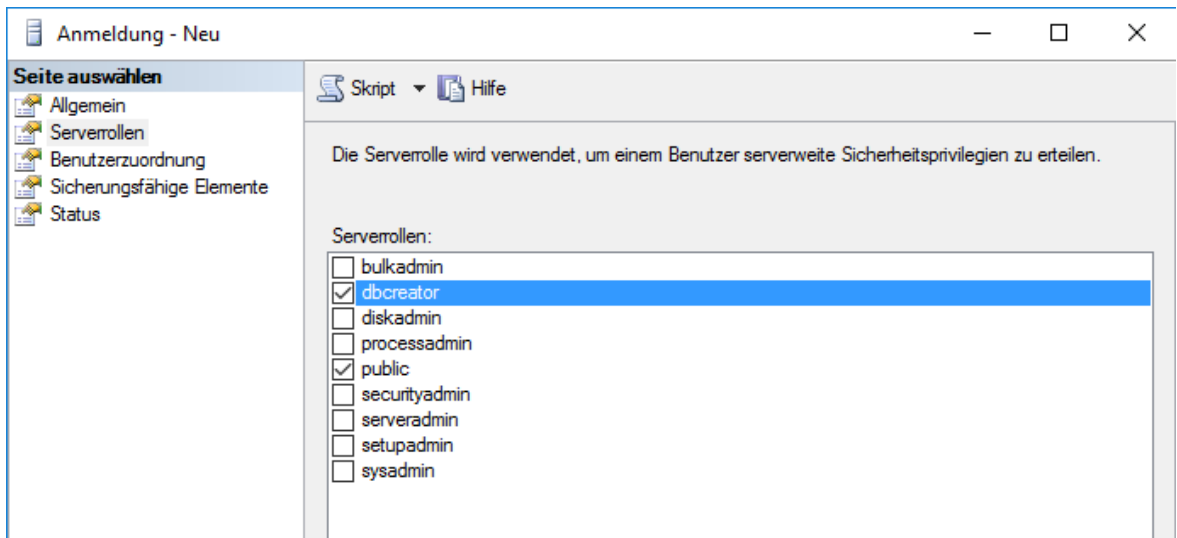 Anmeldung - Neu
Seite auswählen
Allgemein
Serverrollen
Benutzerzuordnung
Sicherungsfähige Elemente
Status
Skript
Hilfe
Die Serverrolle wird verwendet, um einem Benutzer serverweite Sicherheitsprivilegien zu erteilen.
Serverrollen:
bulkadmin
dbcreator
diskadmin
processadmin
public
securityadmin
serveradmin
setupadmin
sysadmin